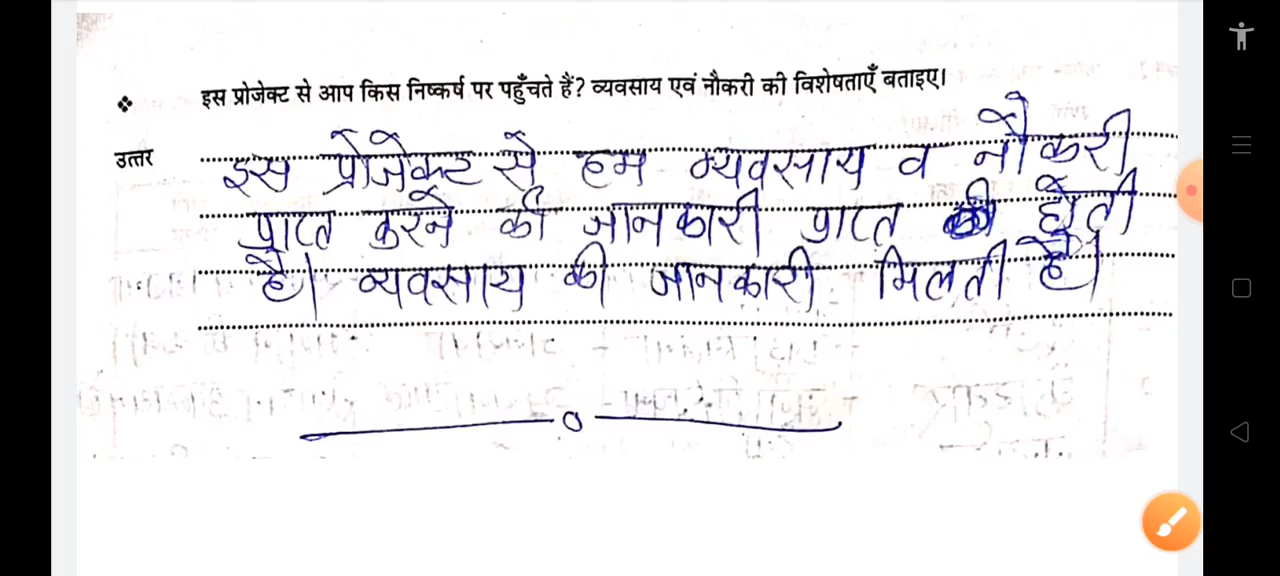 इस प्रोजेक्ट से आप किस निष्कर्ष पर पहुँचते हैं? व्यवसाय एवं नौकरी की विशेषताएँ बताइए।
उत्तर
इस प्रोजेक्ट से हम व्यवसाय व नौकरी
प्राप्त करने की जानकारी प्राप्त होती
है। व्यवसाय की जानकारी मिलती है।